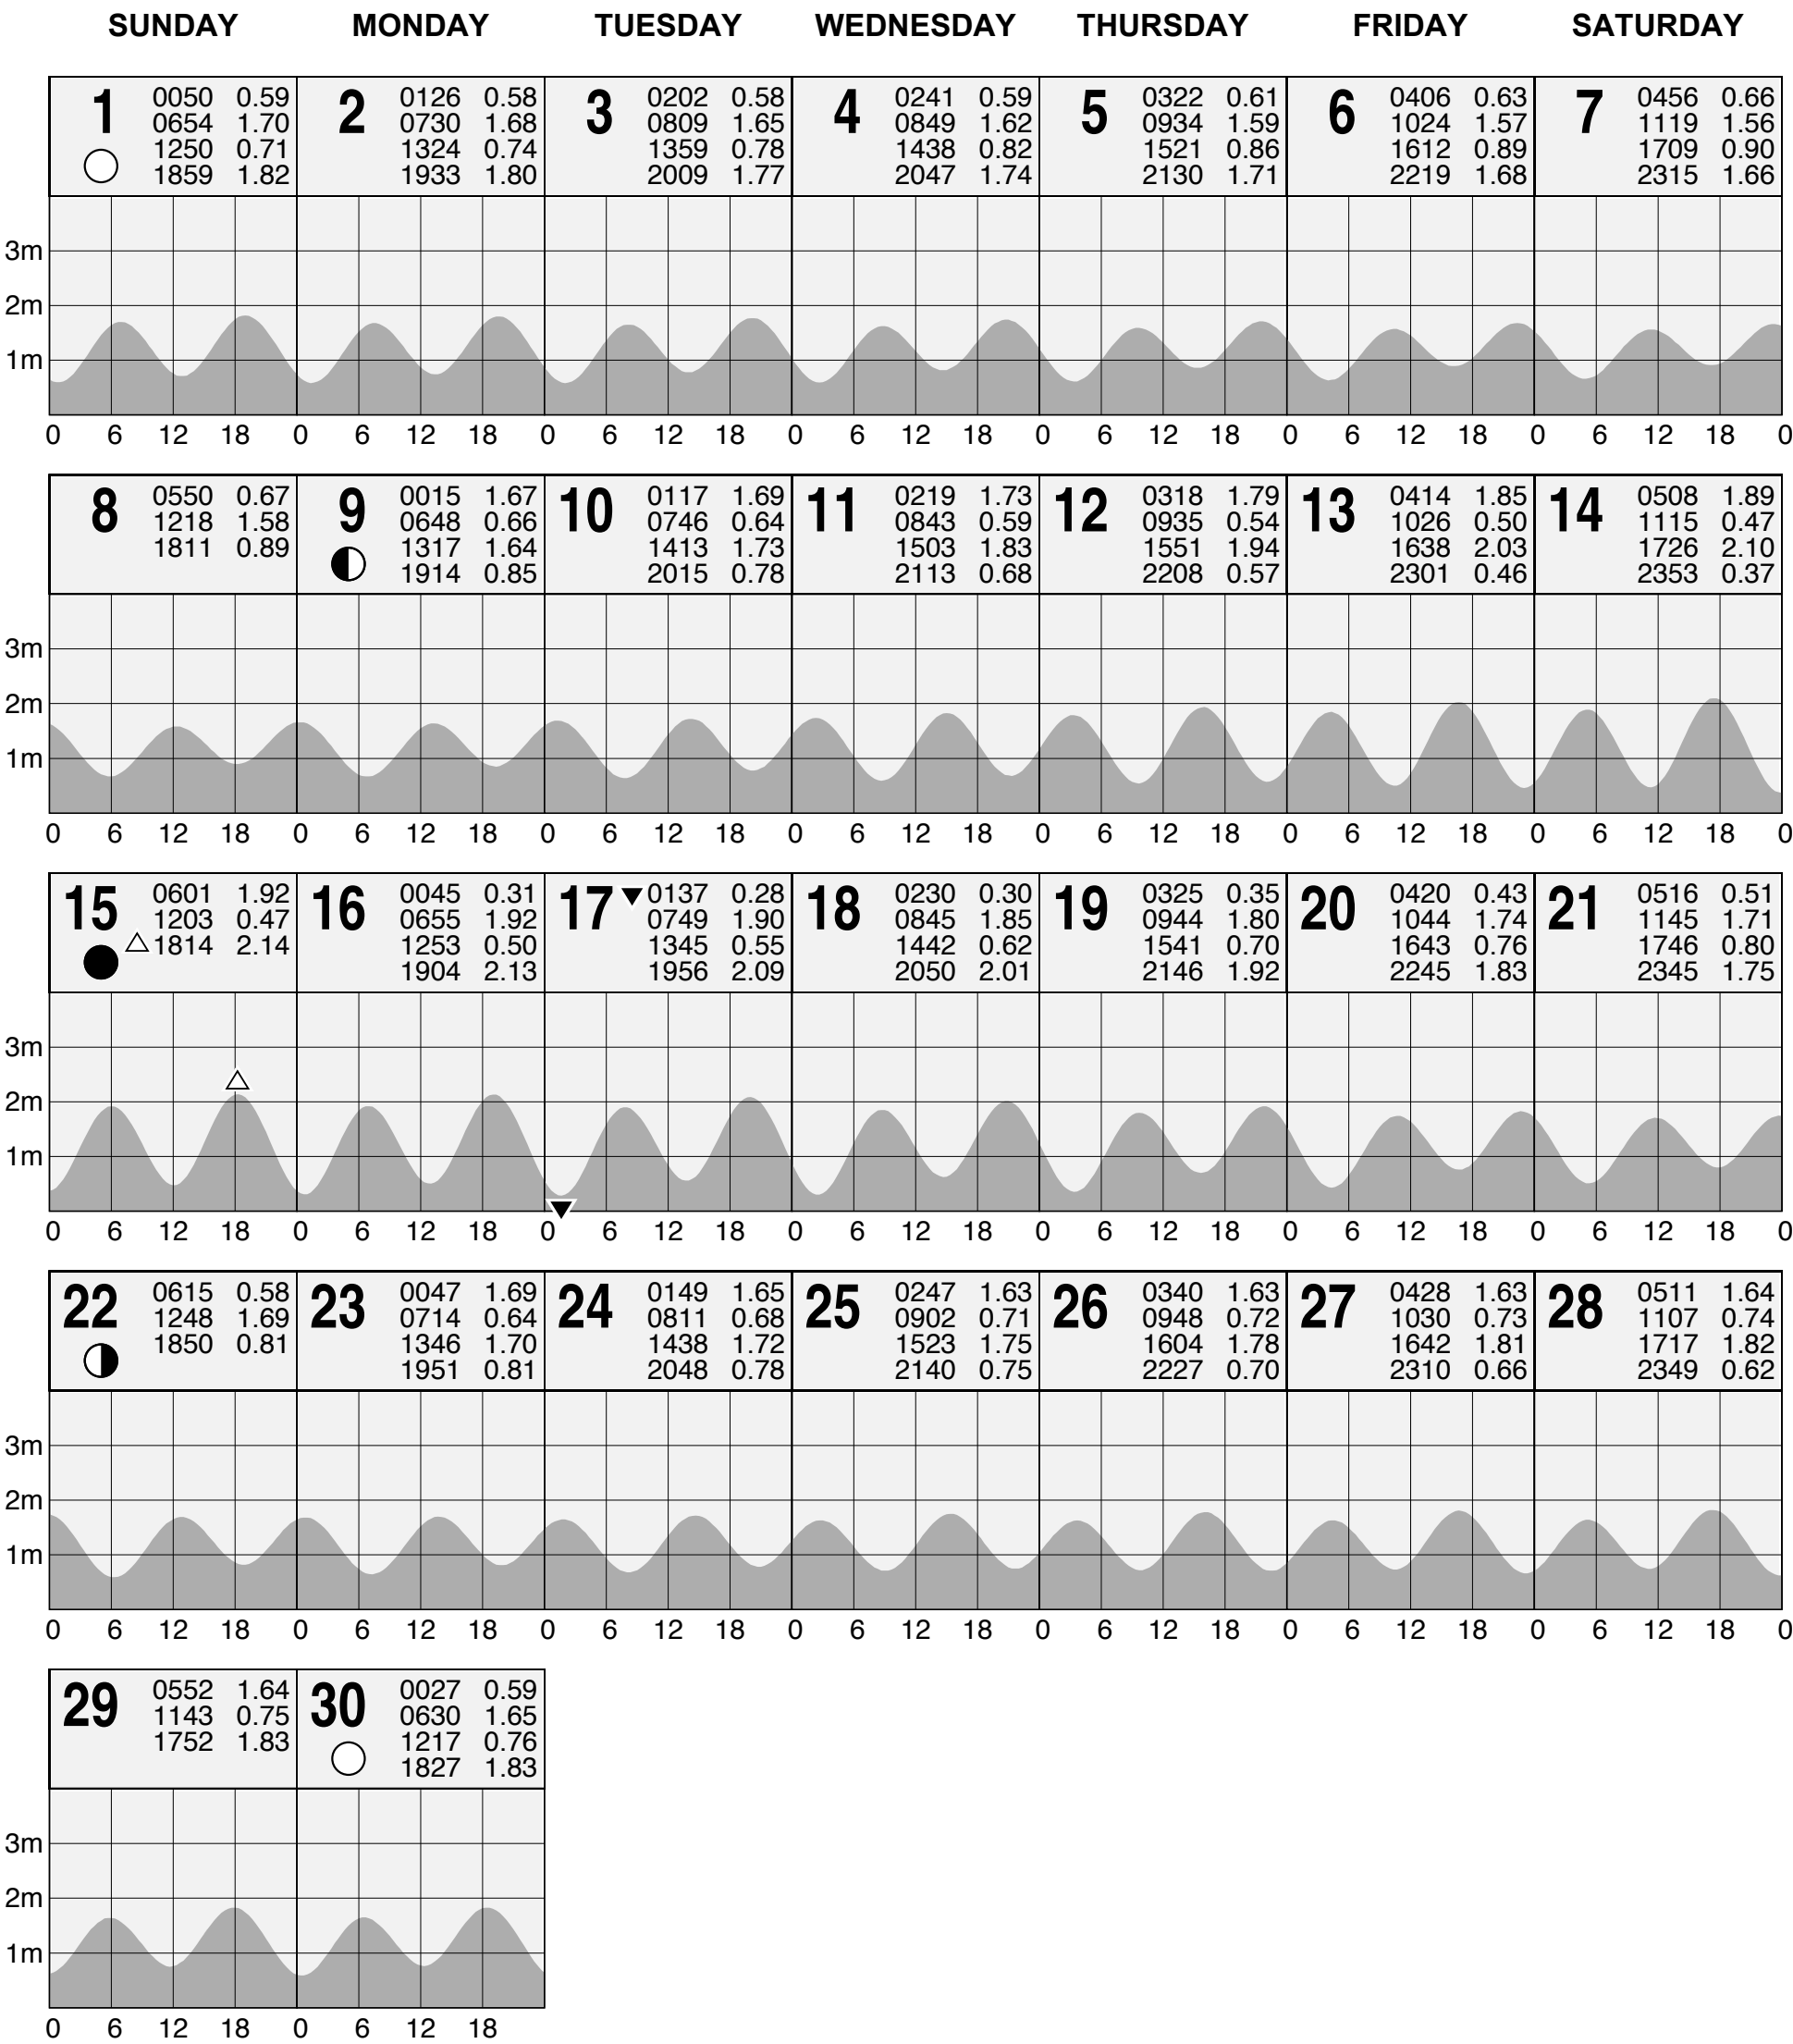 SUNDAY MONDAY TUESDAY WEDNESDAY THURSDAY FRIDAY SATURDAY
1 0050 0.59 2 0126 0.58 3 0202 0.58 4 0241 0.59 5 0322 0.61 6 0406 0.63 7 0456 0.66
0654 1.70 0730 1.68 0809 1.65 0849 1.62 0934 1.59 1024 1.57 1119 1.56
1250 0.71 1324 0.74 1359 0.78 1438 0.82 1521 0.86 1612 0.89 1709 0.90
1859 1.82 1933 1.80 2009 1.77 2047 1.74 2130 1.71 2219 1.68 2315 1.66
3m
2m
1m
0 6 12 18 0 6 12 18 0 6 12 18 0 6 12 18 0 6 12 18 0 6 12 18 0 6 12 18 0
8 0550 0.67 9 0015 1.67 10 0117 1.69 11 0219 1.73 12 0318 1.79 13 0414 1.85 14 0508 1.89
1218 1.58 0648 0.66 0746 0.64 0843 0.59 0935 0.54 1026 0.50 1115 0.47
1811 0.89 1317 1.64 1413 1.73 1503 1.83 1551 1.94 1638 2.03 1726 2.10
1914 0.85 2015 0.78 2113 0.68 2208 0.57 2301 0.46 2353 0.37
3m
2m
1m
0 6 12 18 0 6 12 18 0 6 12 18 0 6 12 18 0 6 12 18 0 6 12 18 0 6 12 18 0
15 0601 1.92 16 0045 0.31 17 0137 0.28 18 0230 0.30 19 0325 0.35 20 0420 0.43 21 0516 0.51
1203 0.47 0655 1.92 0749 1.90 0845 1.85 0944 1.80 1044 1.74 1145 1.71
1814 2.14 1253 0.50 1345 0.55 1442 0.62 1541 0.70 1643 0.76 1746 0.80
1904 2.13 1956 2.09 2050 2.01 2146 1.92 2245 1.83 2345 1.75
3m
2m
1m
0 6 12 18 0 6 12 18 0 6 12 18 0 6 12 18 0 6 12 18 0 6 12 18 0 6 12 18 0
22 0615 0.58 23 0047 1.69 24 0149 1.65 25 0247 1.63 26 0340 1.63 27 0428 1.63 28 0511 1.64
1248 1.69 0714 0.64 0811 0.68 0902 0.71 0948 0.72 1030 0.73 1107 0.74
1850 0.81 1346 1.70 1438 1.72 1523 1.75 1604 1.78 1642 1.81 1717 1.82
1951 0.81 2048 0.78 2140 0.75 2227 0.70 2310 0.66 2349 0.62
3m
2m
1m
0 6 12 18 0 6 12 18 0 6 12 18 0 6 12 18 0 6 12 18 0 6 12 18 0 6 12 18 0
29 0552 1.64 30 0027 0.59
1143 0.75 0630 1.65
1752 1.83 1217 0.76
1827 1.83
3m
2m
1m
0 6 12 18 0 6 12 18